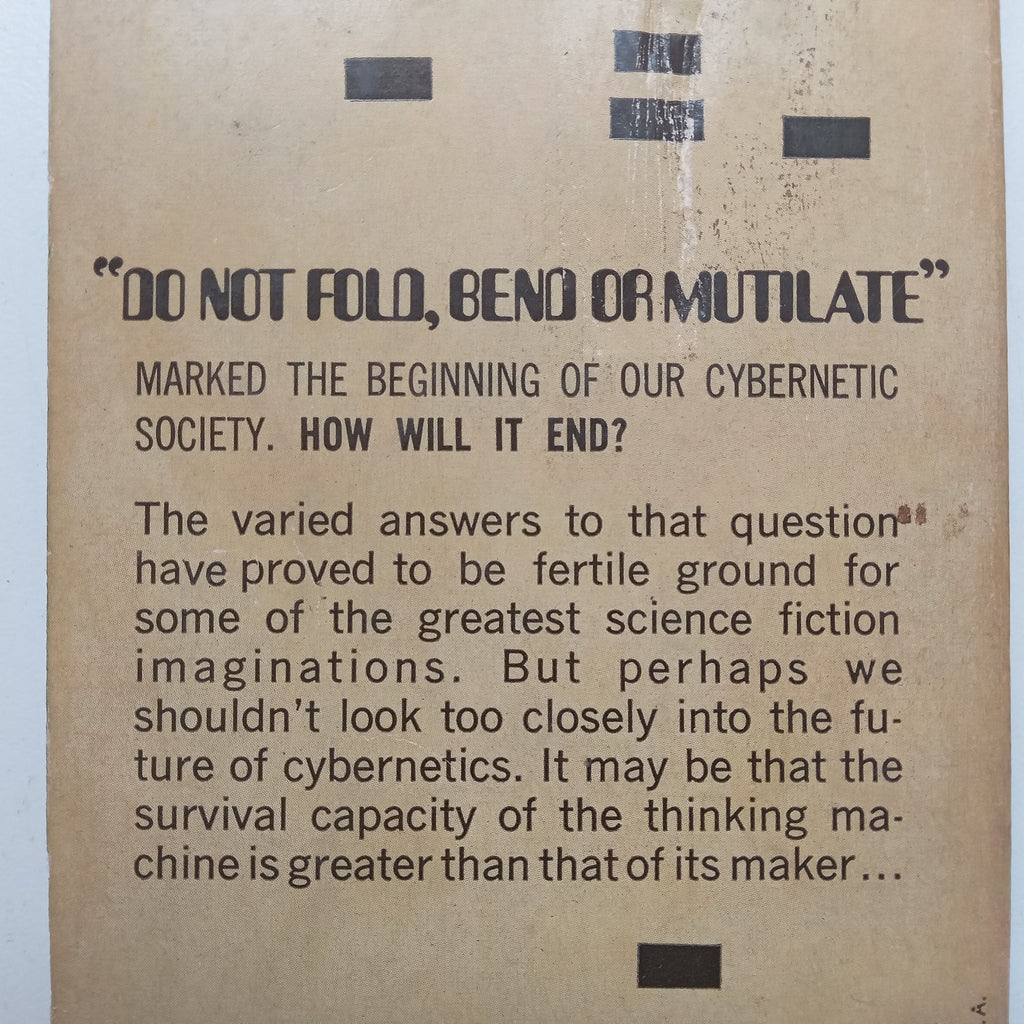 "DO NOT FOLD, BEND OR MUTILATE"
MARKED THE BEGINNING OF OUR CYBERNETIC
SOCIETY. HOW WILL IT END?
The varied answers to that question
have proved to be fertile ground for
some of the greatest science fiction
imaginations. But perhaps we
shouldn't look too closely into the fu-
ture of cybernetics. It may be that the
survival capacity of the thinking ma-
chine is greater than that of its maker...